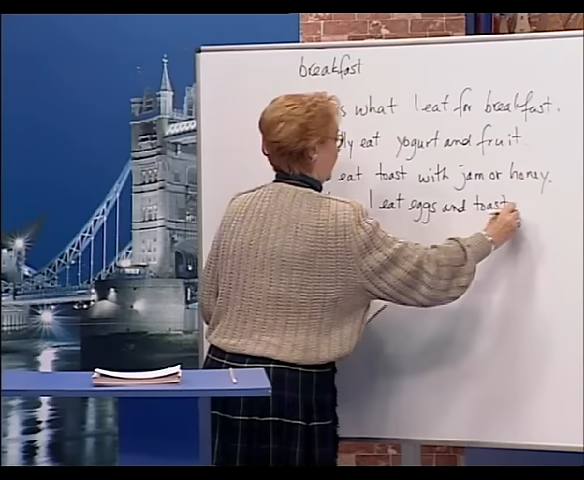 breakfast
what I eat for breakfast.
eat yogurt and fruit.
eat toast with jam or honey.
I eat eggs and toast